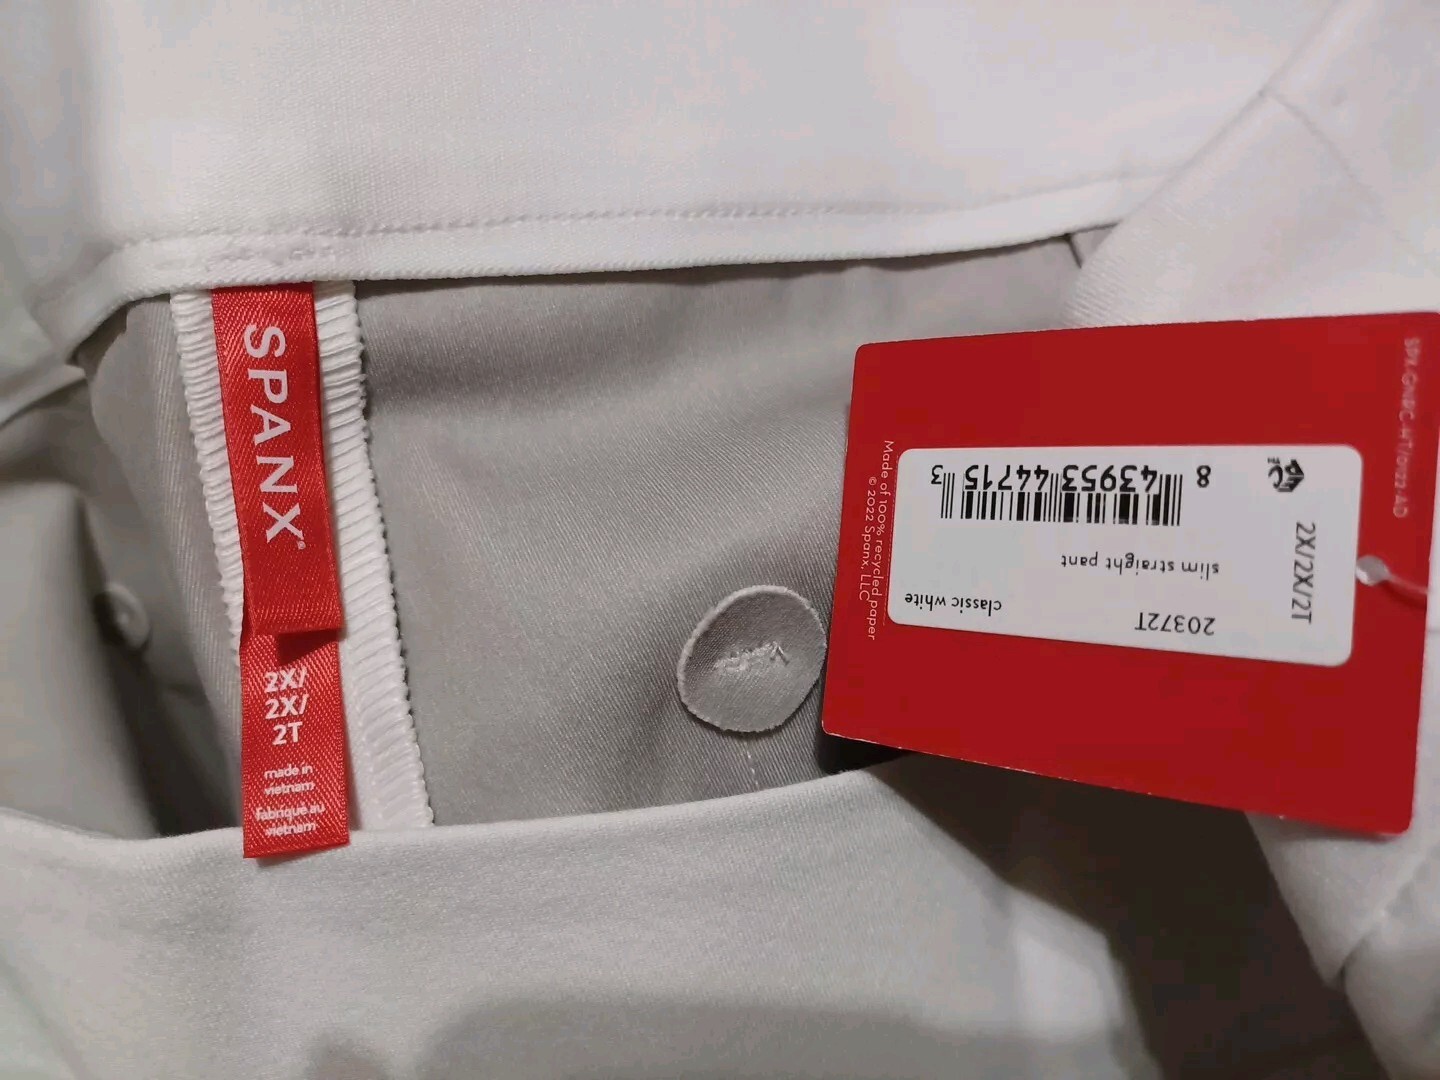 SPANX
2X/
2X/
2T
made in
vietnam
fabriqué au
vietnam
20372T
classic white
slim straight pant
2X/2X/2T
8 43953 44715 3
Made of 100% recycled paper
© 2022 Spanx, LLC